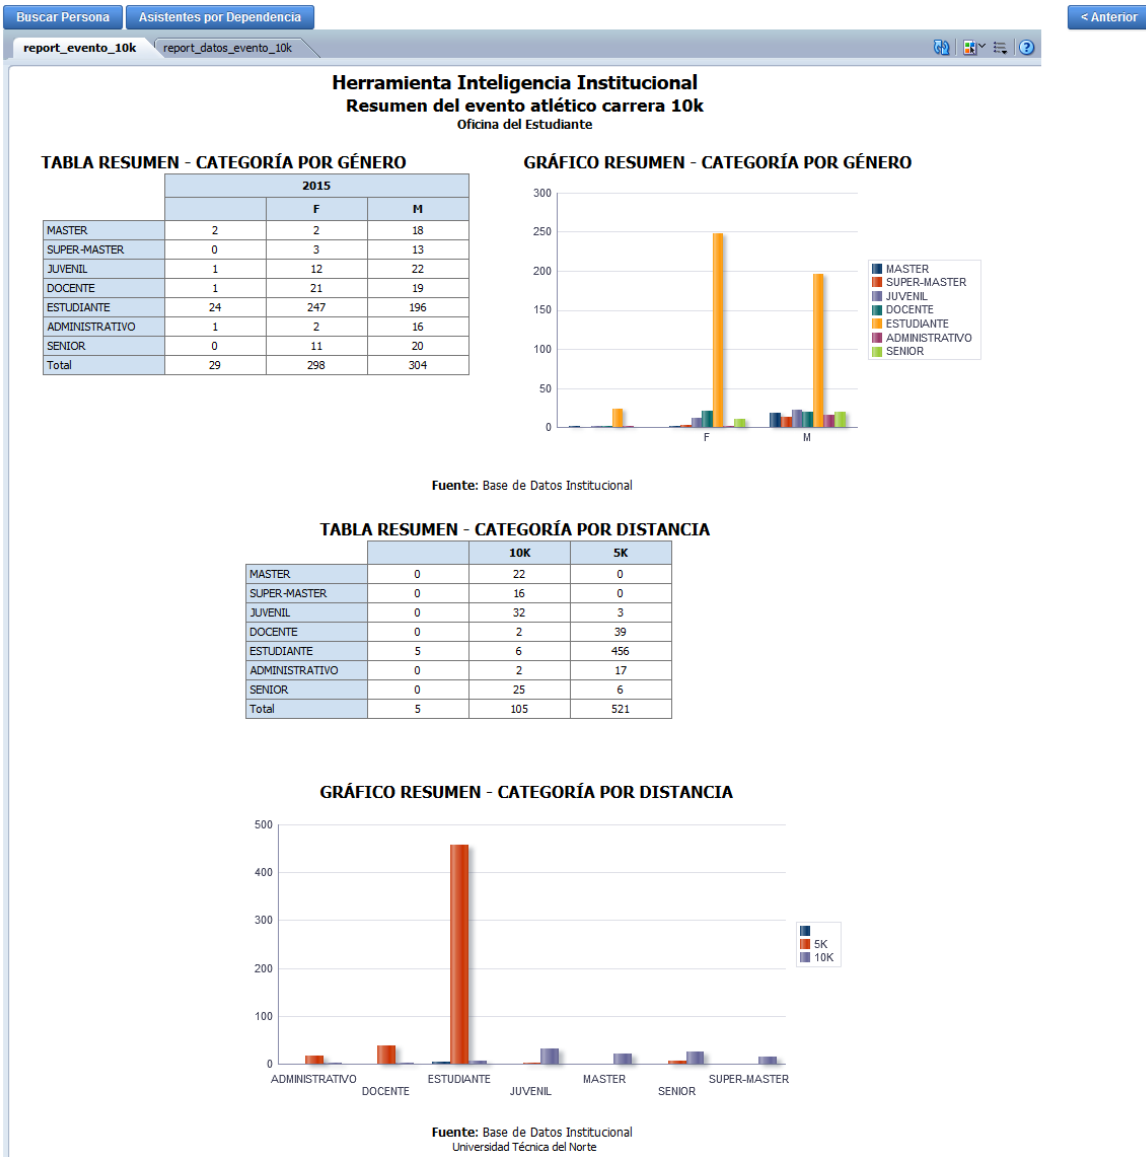 Buscar Persona Asistentes por Dependencia < Anterior
report_evento_10k report_datos_evento_10k
Herramienta Inteligencia Institucional
Resumen del evento atlético carrera 10k
Oficina del Estudiante
TABLA RESUMEN - CATEGORÍA POR GÉNERO
2015
F M
MASTER 2 2 18
SUPER-MASTER 0 3 13
JUVENIL 1 12 22
DOCENTE 1 21 19
ESTUDIANTE 24 247 196
ADMINISTRATIVO 1 2 16
SENIOR 0 11 20
Total 29 298 304
GRÁFICO RESUMEN - CATEGORÍA POR GÉNERO
300
250
200
150
100
50
0
F M
MASTER
SUPER-MASTER
JUVENIL
DOCENTE
ESTUDIANTE
ADMINISTRATIVO
SENIOR
Fuente: Base de Datos Institucional
TABLA RESUMEN - CATEGORÍA POR DISTANCIA
10K 5K
MASTER 0 22 0
SUPER-MASTER 0 16 0
JUVENIL 0 32 3
DOCENTE 0 2 39
ESTUDIANTE 5 6 456
ADMINISTRATIVO 0 2 17
SENIOR 0 25 6
Total 5 105 521
GRÁFICO RESUMEN - CATEGORÍA POR DISTANCIA
500
400
300
200
100
0
ADMINISTRATIVO ESTUDIANTE MASTER SUPER-MASTER
DOCENTE JUVENIL SENIOR
5K
10K
Fuente: Base de Datos Institucional
Universidad Técnica del Norte